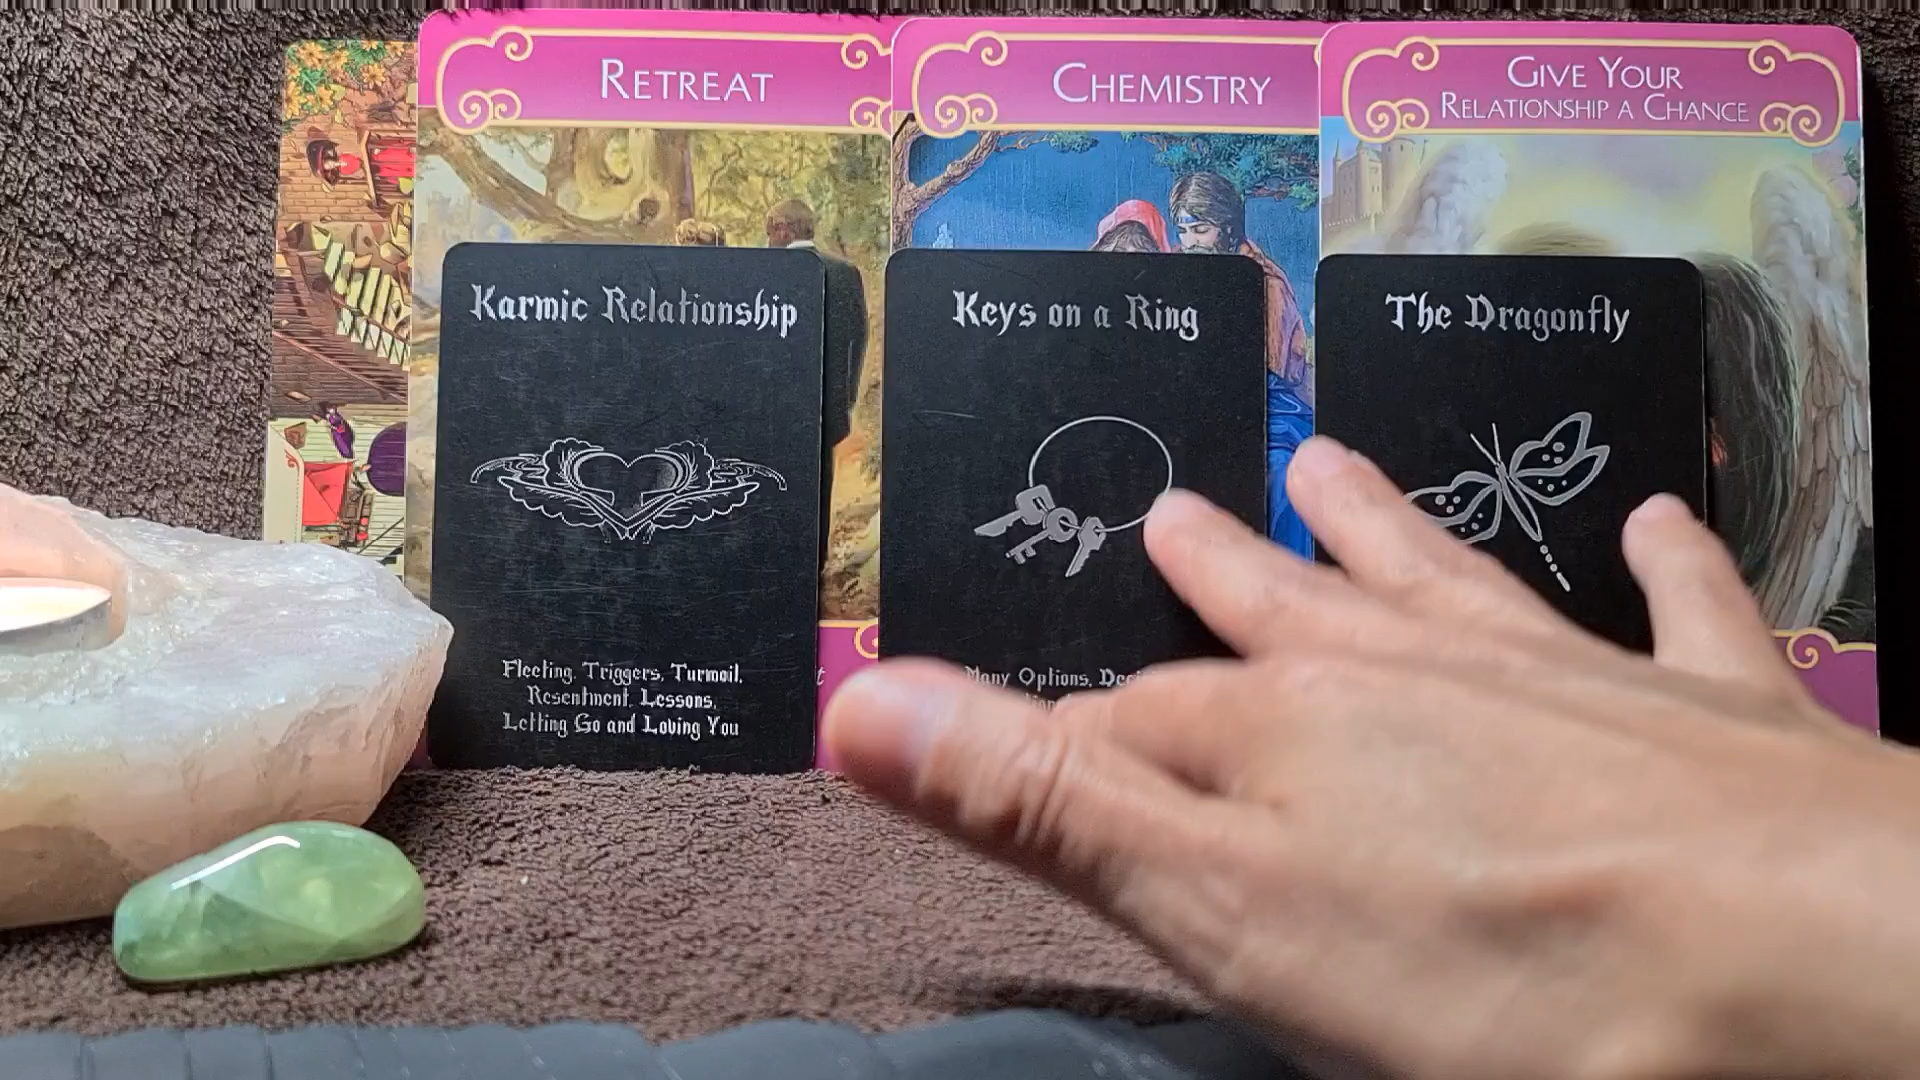 RETREAT
CHEMISTRY
GIVE YOUR
RELATIONSHIP A CHANCE
Karmic Relationship
Fleeting, Triggers, Turmoil,
Resentment, Lessons,
Letting Go and Loving You
Keys on a Ring
Many Options,
The Dragonfly